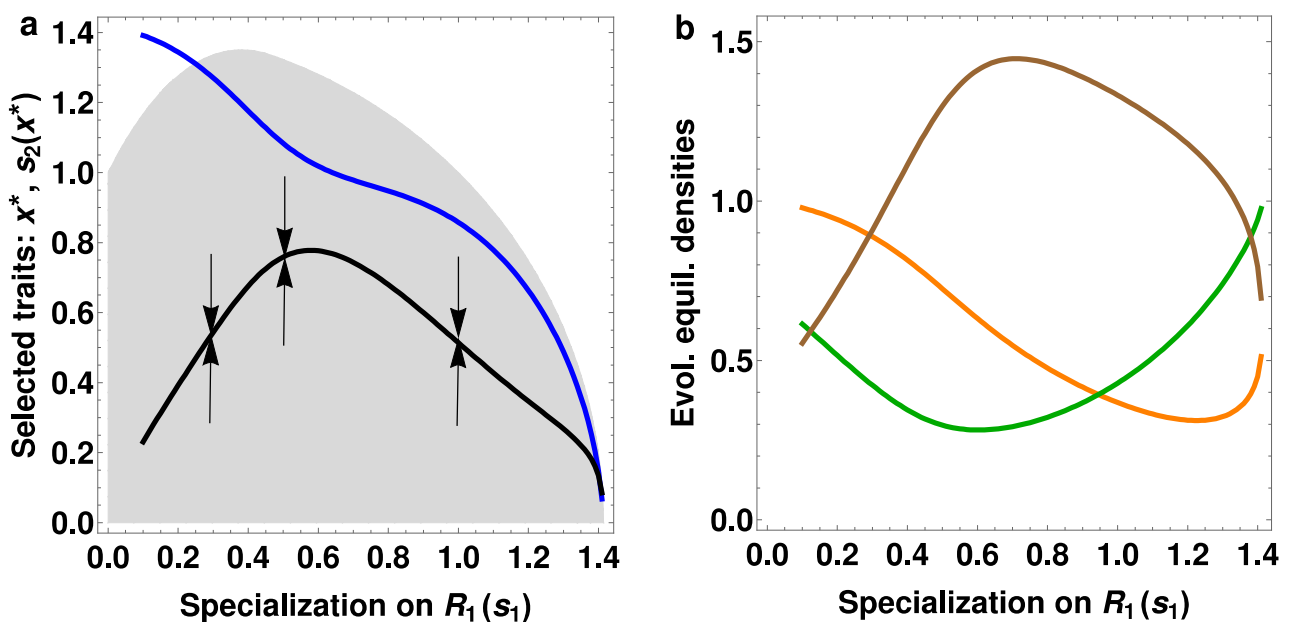 a
Selected traits: x*, s₂(x*)
1.4
1.2
1.0
0.8
0.6
0.4
0.2
0.0
0.0 0.2 0.4 0.6 0.8 1.0 1.2 1.4
Specialization on R₁(s₁)
b
Evol. equil. densities
1.5
1.0
0.5
0.0
0.0 0.2 0.4 0.6 0.8 1.0 1.2 1.4
Specialization on R₁(s₁)